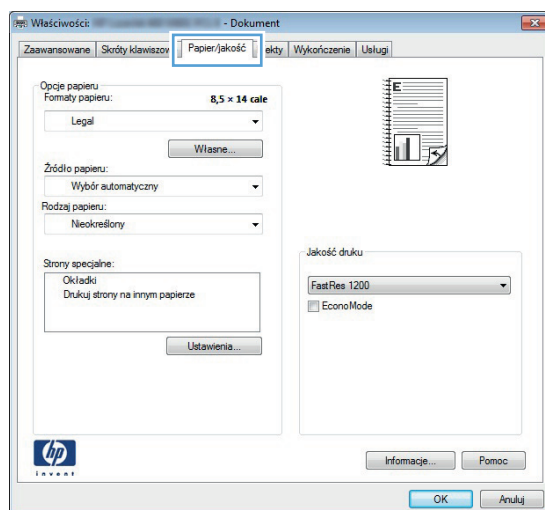 Właściwości: - Dokument
Zaawansowane Skróty klawiszov Papier/jakość ekty Wykończenie Usługi
Opcje papieru
Formaty papieru: 8,5 × 14 cale
Legal
Własne...
Źródło papieru:
Wybór automatyczny
Rodzaj papieru:
Nieokreślony
Strony specjalne:
Okładki
Drukuj strony na innym papierze
Ustawienia...
E
Jakość druku
FastRes 1200
EconoMode
hp
invent
Informacje... Pomoc
OK Anuluj